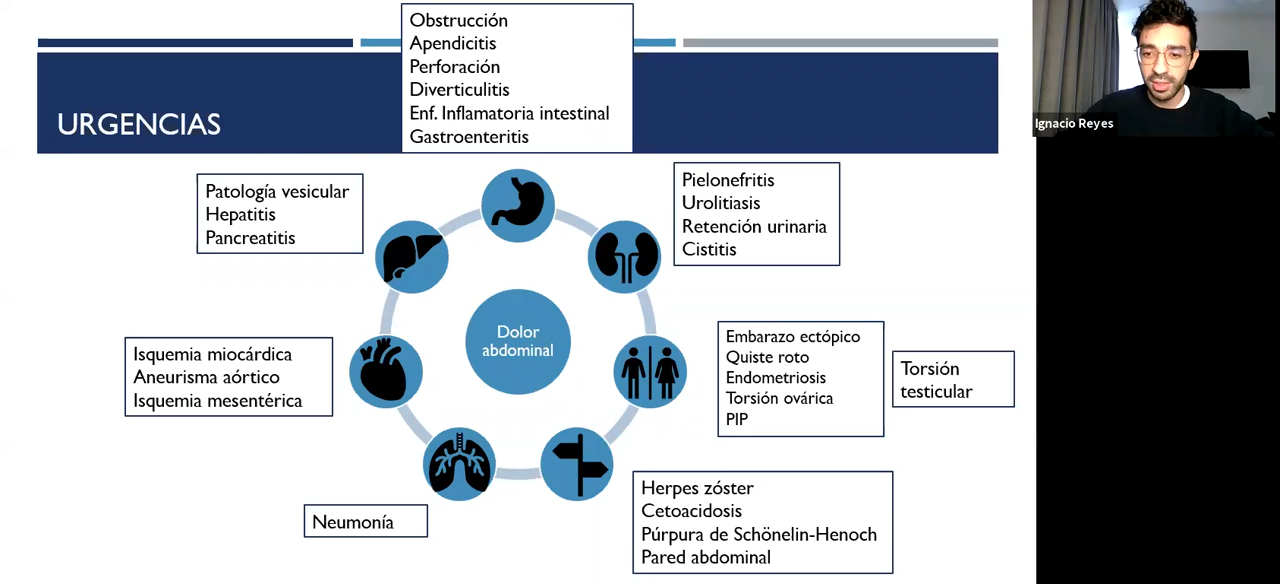 Obstrucción
Apendicitis
Perforación
Diverticulitis
Enf. Inflamatoria intestinal
Gastroenteritis
URGENCIAS
Ignacio Reyes
Patología vesicular
Hepatitis
Pancreatitis
Pielonefritis
Urolitiasis
Retención urinaria
Cistitis
Dolor
abdominal
Isquemia miocárdica
Aneurisma aórtico
Isquemia mesentérica
Embarazo ectópico
Quiste roto
Endometriosis
Torsión ovárica
PIP
Torsión
testicular
Neumonía
Herpes zóster
Cetoacidosis
Púrpura de Schönelin-Henoch
Pared abdominal